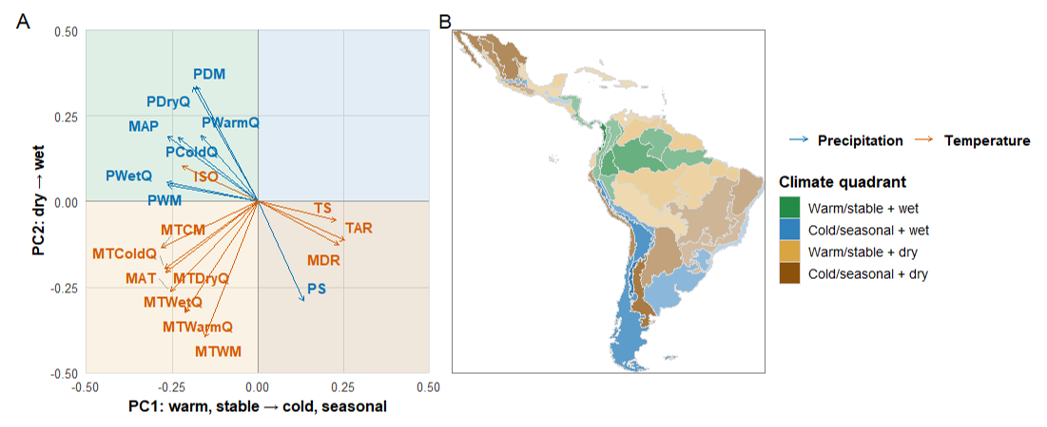 A
B
0.50
0.25
0.00
-0.25
-0.50
PC2: dry → wet
PDM
PDryQ
MAP
PWarmQ
PColdQ
PWetQ
ISO
PWM
TS
MTCM
TAR
MTColdQ
MDR
MAT
MTDryQ
PS
MTWetQ
MTWarmQ
MTWM
-0.50
-0.25
0.00
0.25
0.50
PC1: warm, stable → cold, seasonal
Precipitation
Temperature
Climate quadrant
Warm/stable + wet
Cold/seasonal + wet
Warm/stable + dry
Cold/seasonal + dry